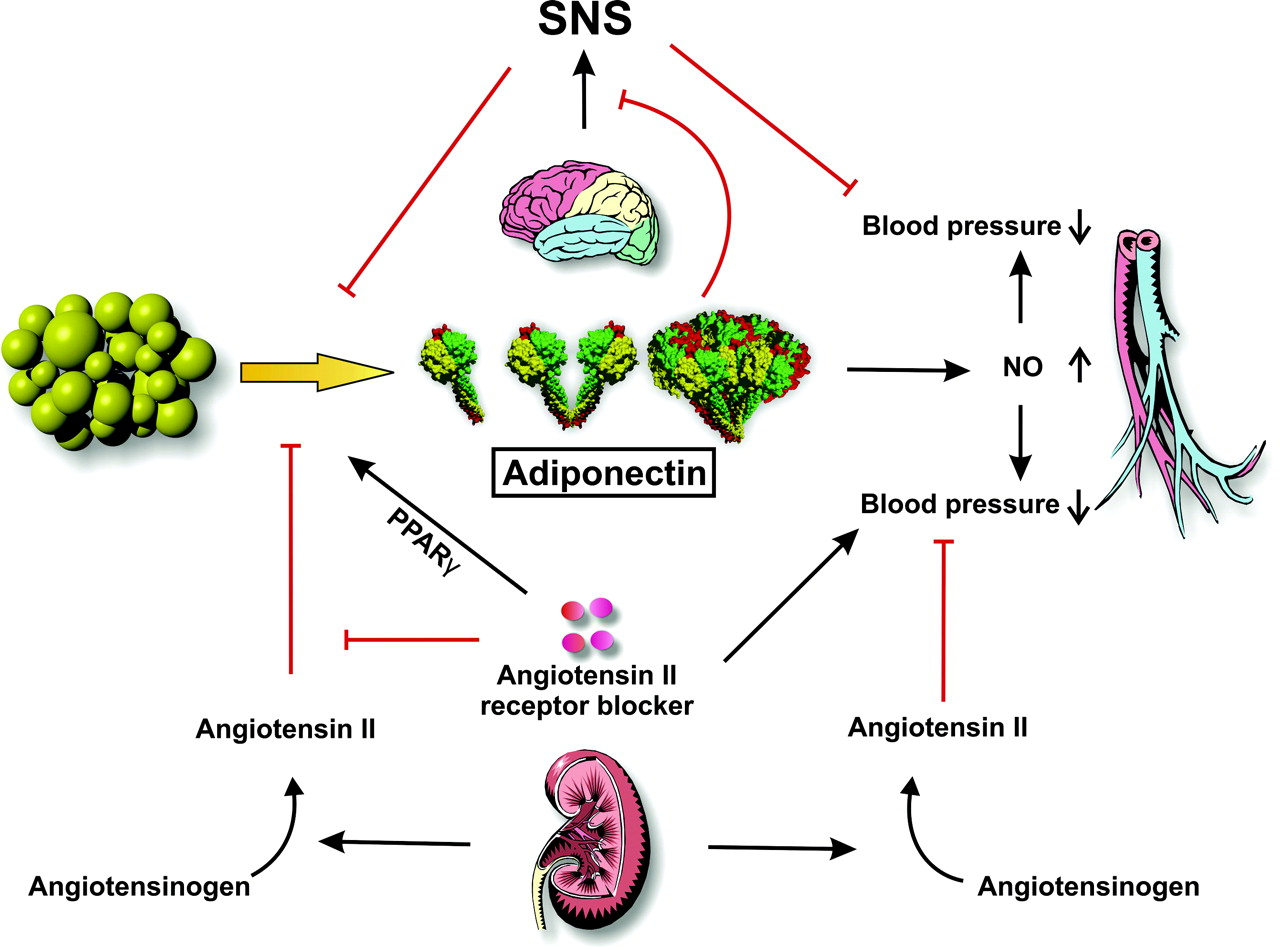 SNS
Blood pressure ↓
NO ↑
Adiponectin
Blood pressure ↓
PPARγ
Angiotensin II
receptor blocker
Angiotensin II
Angiotensin II
Angiotensinogen
Angiotensinogen